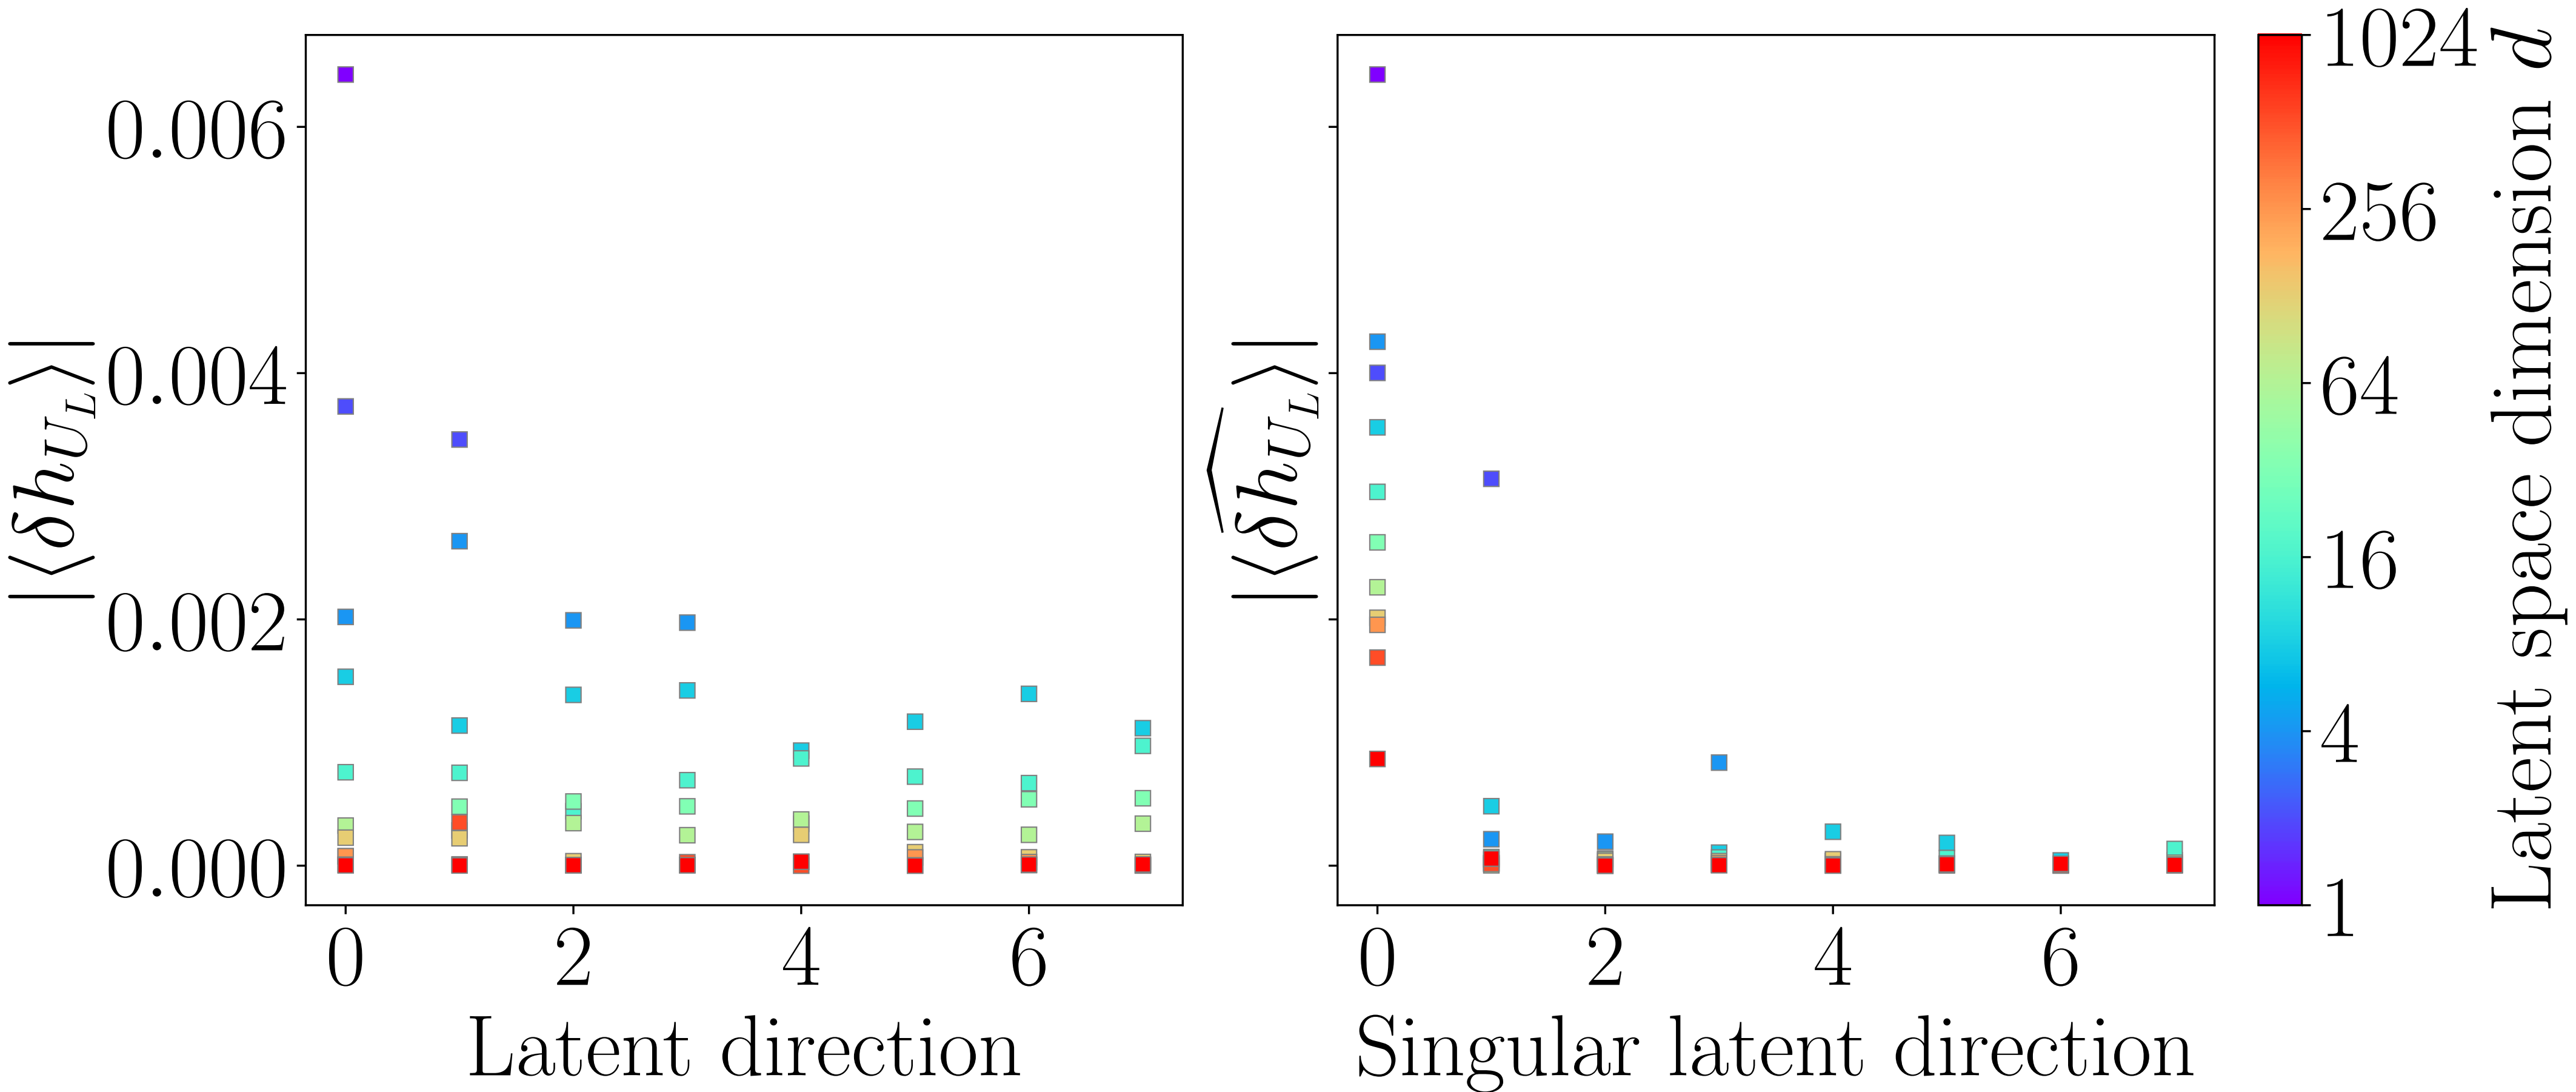 |⟨δh_{U_L}⟩|
0.006
0.004
0.002
0.000
0 2 4 6
Latent direction
|⟨\widehat{δh_{U_L}}⟩|
0 2 4 6
Singular latent direction
1024
256
64
16
4
1
Latent space dimension d